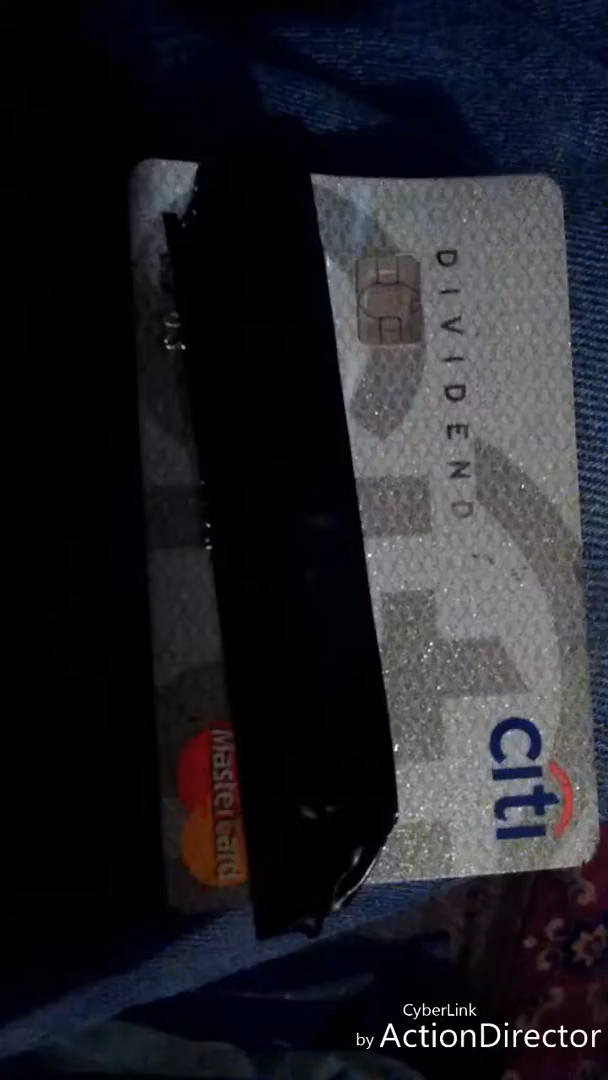 citi
DIVIDEND
MasterCard
CyberLink
by ActionDirector